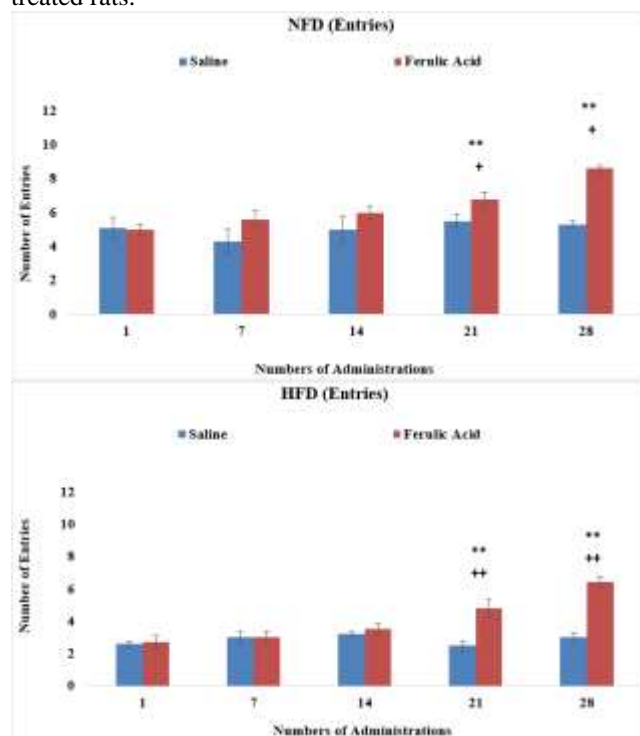 treated rats.
NFD (Entries)
Saline Ferulic Acid
Number of Entries
12
10
8
6
4
2
0
**
+
**
+
1 7 14 21 28
Numbers of Administrations
HFD (Entries)
Saline Ferulic Acid
Number of Entries
12
10
8
6
4
2
0
**
++
**
++
1 7 14 21 28
Numbers of Administrations